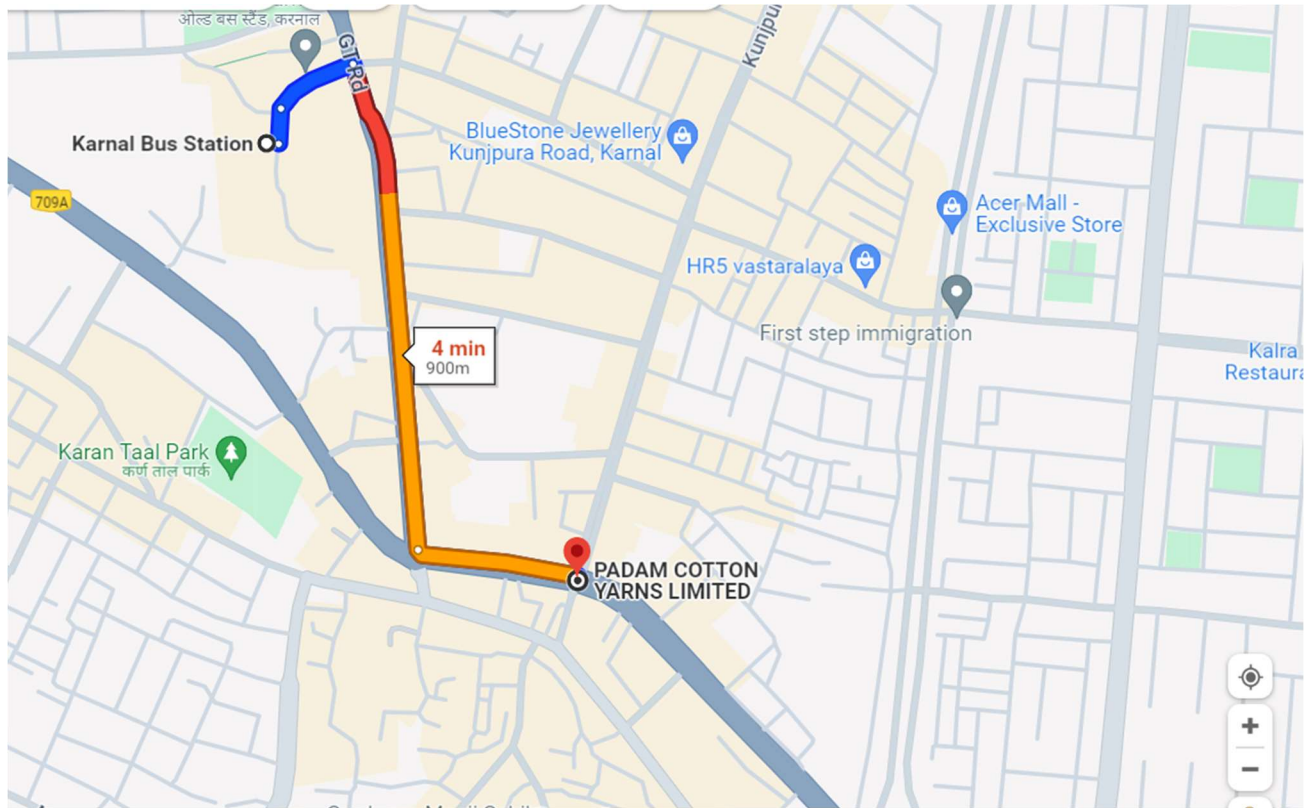 ओल्ड बस स्टैंड, करनाल
GT Rd
Kunjpu
Karnal Bus Station
BlueStone Jewellery
Kunjpura Road, Karnal
709A
Acer Mall -
Exclusive Store
HR5 vastaralaya
First step immigration
4 min
900m
Kalra
Restaura
Karan Taal Park
कर्ण ताल पार्क
PADAM COTTON
YARNS LIMITED